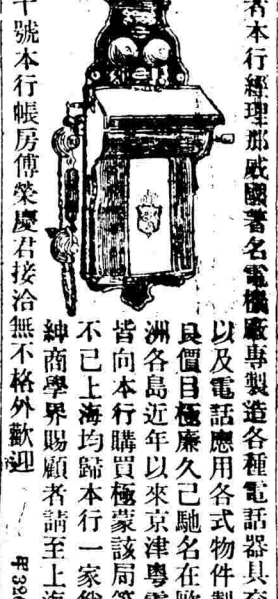 者本行經理那威國著名電機廠專製造各種電話器具
以及電話應用各式物件製
良價目極廉久已馳名在歐
洲各島近年以來京津粵
皆向本行購買極蒙該局
不已上海均歸本行一家
紳商學界賜顧者請至上海
十號本行帳房傅榮慶君接洽無不格外歡迎
甲 320